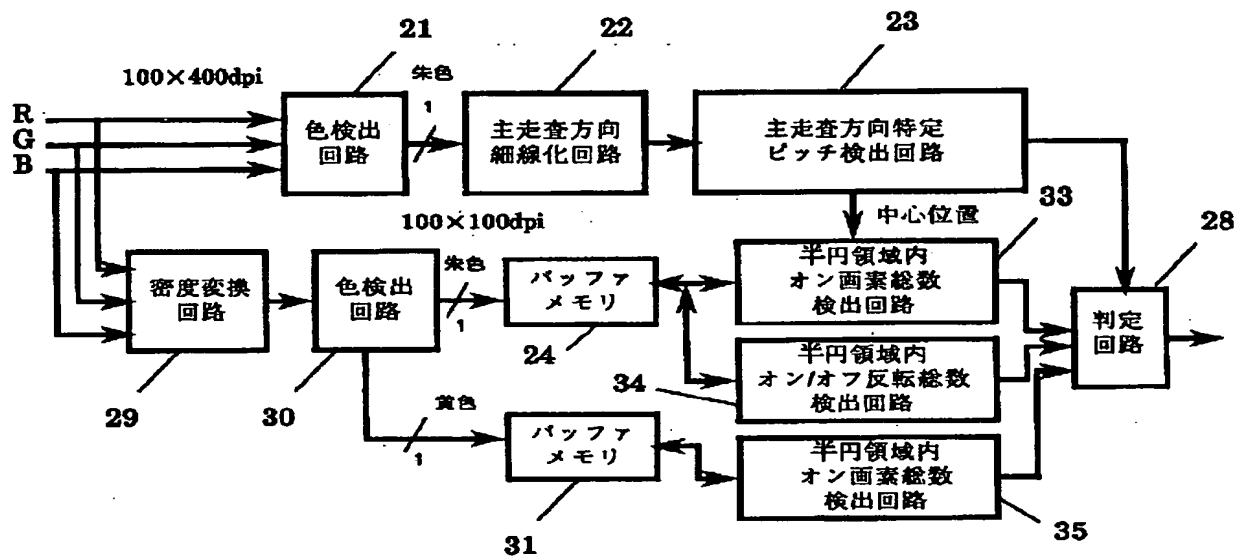 21
22
23
100×400dpi
朱色
1
R
G
B
色検出
回路
主走査方向
細線化回路
主走査方向特定
ピッチ検出回路
100×100dpi
中心位置
33
28
密度変換
回路
色検出
回路
朱色
1
バッファ
メモリ
半円領域内
オン画素総数
検出回路
判定
回路
24
半円領域内
オン/オフ反転総数
検出回路
34
29
30
黄色
1
バッファ
メモリ
半円領域内
オン画素総数
検出回路
31
35